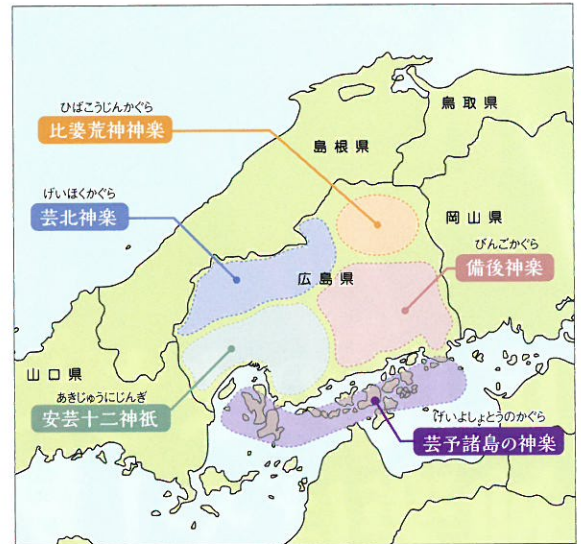 鳥取県
ひばこうじんかぐら
比婆荒神神楽
島根県
げいほくかぐら
芸北神楽
岡山県
びんごかぐら
備後神楽
広島県
山口県
あきじゅうにじんぎ
安芸十二神祇
げいよしょとうのかぐら
芸予諸島の神楽